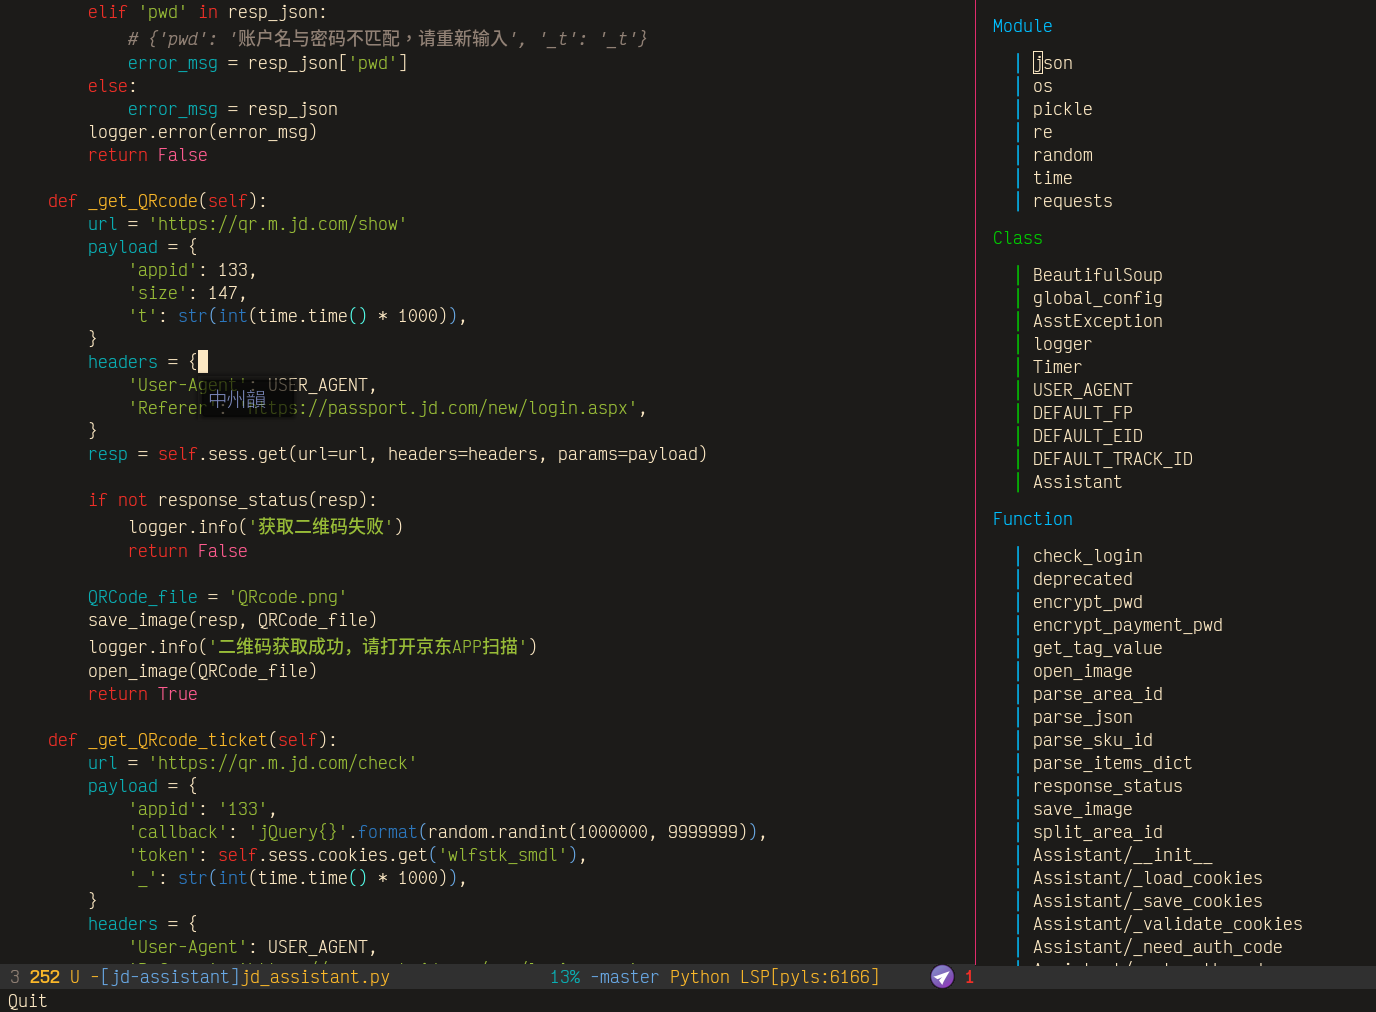 elif 'pwd' in resp_json:
# {'pwd': '账户名与密码不匹配，请重新输入', '_t': '_t'}
error_msg = resp_json['pwd']
else:
error_msg = resp_json
logger.error(error_msg)
return False
def _get_QRcode(self):
url = 'https://qr.m.jd.com/show'
payload = {
'appid': 133,
'size': 147,
't': str(int(time.time() * 1000)),
}
headers = {
'User-Agent': USER_AGENT,
中州韻
'Referer': 'https://passport.jd.com/new/login.aspx',
}
resp = self.sess.get(url=url, headers=headers, params=payload)
if not response_status(resp):
logger.info('获取二维码失败')
return False
QRCode_file = 'QRcode.png'
save_image(resp, QRCode_file)
logger.info('二维码获取成功，请打开京东APP扫描')
open_image(QRCode_file)
return True
def _get_QRcode_ticket(self):
url = 'https://qr.m.jd.com/check'
payload = {
'appid': '133',
'callback': 'jQuery{}'.format(random.randint(1000000, 9999999)),
'token': self.sess.cookies.get('wlfstk_smdl'),
'_': str(int(time.time() * 1000)),
}
headers = {
'User-Agent': USER_AGENT,
Module
json
os
pickle
re
random
time
requests
Class
BeautifulSoup
global_config
AsstException
logger
Timer
USER_AGENT
DEFAULT_FP
DEFAULT_EID
DEFAULT_TRACK_ID
Assistant
Function
check_login
deprecated
encrypt_pwd
encrypt_payment_pwd
get_tag_value
open_image
parse_area_id
parse_json
parse_sku_id
parse_items_dict
response_status
save_image
split_area_id
Assistant/__init__
Assistant/_load_cookies
Assistant/_save_cookies
Assistant/_validate_cookies
Assistant/_need_auth_code
3 252 U -[jd-assistant]jd_assistant.py 13% -master Python LSP[pyls:6166] 1
Quit